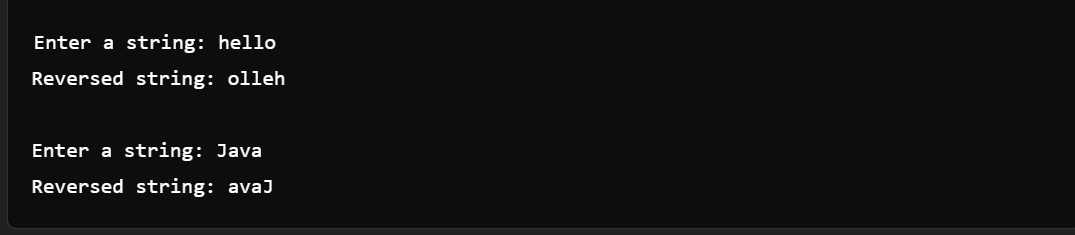 Enter a string: hello
Reversed string: olleh
Enter a string: Java
Reversed string: avaJ